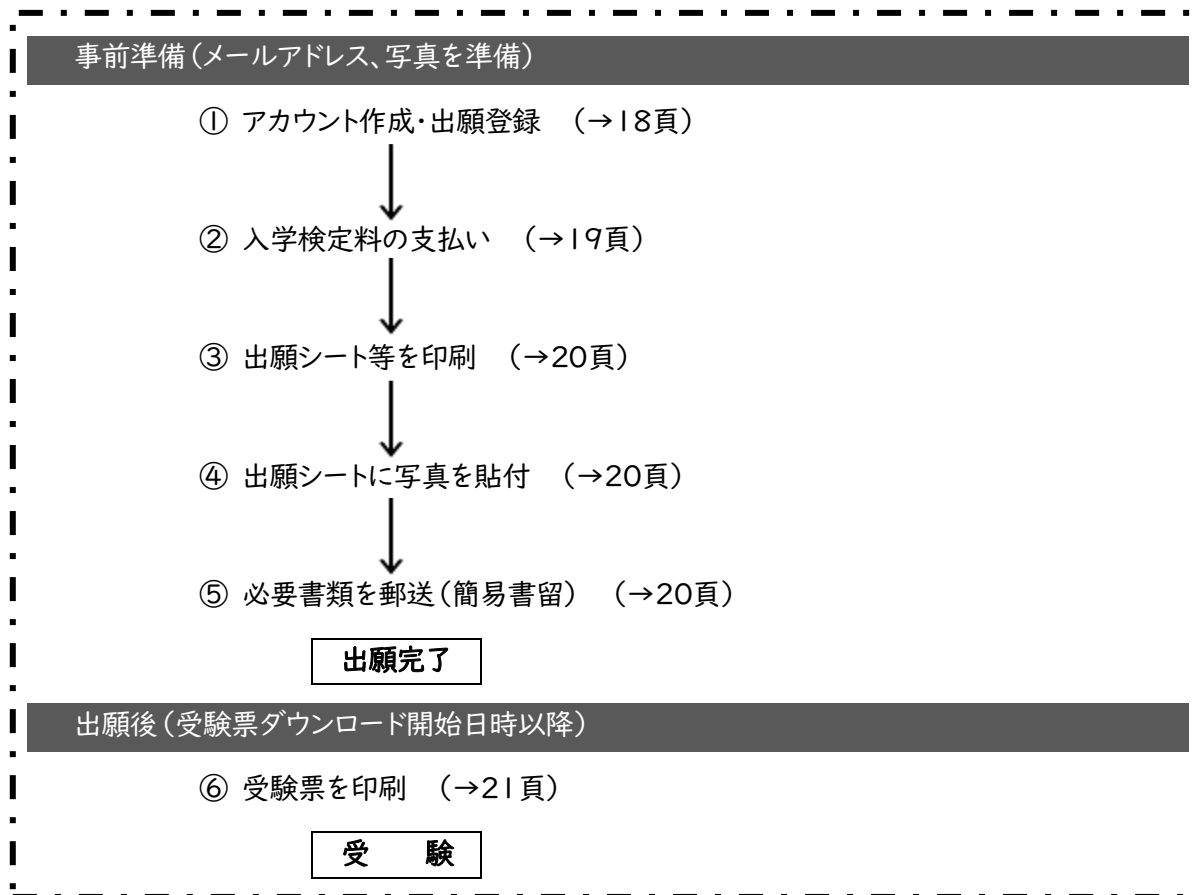 事前準備(メールアドレス、写真を準備)
① アカウント作成・出願登録 (→18頁)
② 入学検定料の支払い (→19頁)
③ 出願シート等を印刷 (→20頁)
④ 出願シートに写真を貼付 (→20頁)
⑤ 必要書類を郵送(簡易書留) (→20頁)
出願完了
出願後(受験票ダウンロード開始日時以降)
⑥ 受験票を印刷 (→21頁)
受 験